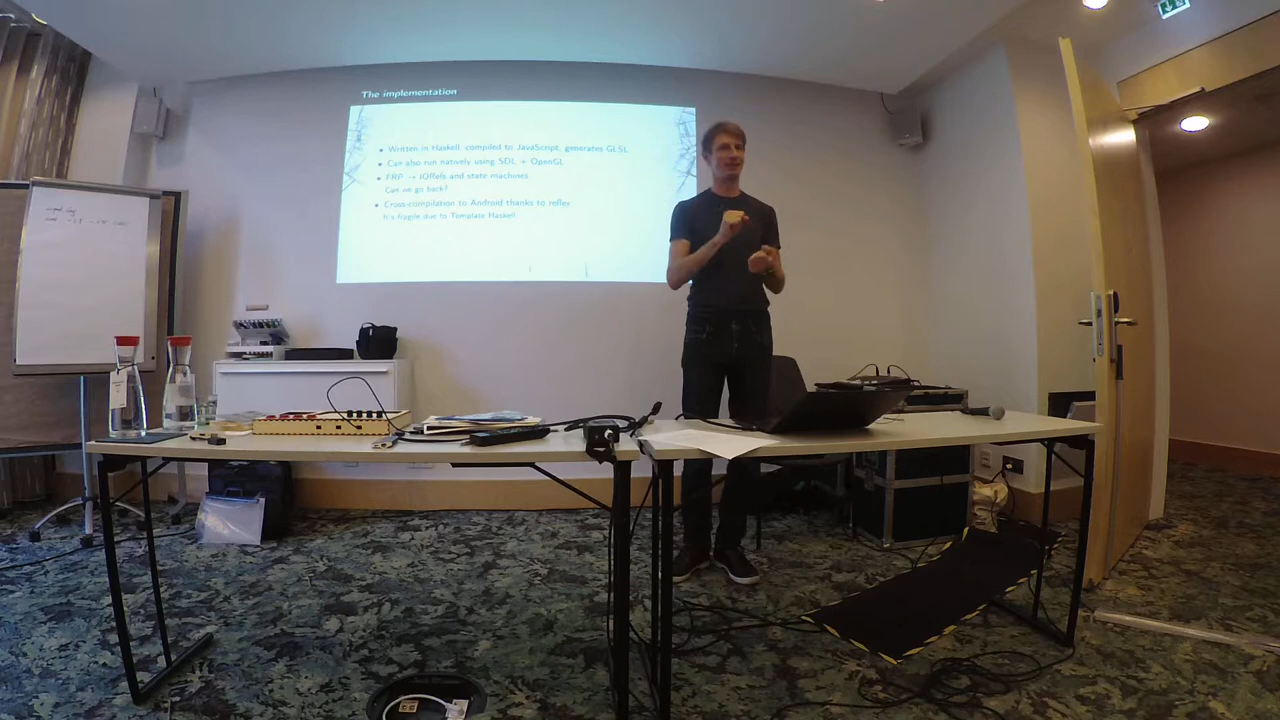 The implementation
• Written in Haskell, compiled to JavaScript, generates GLSL
• Can also run natively using SDL + OpenGL
• FRP → IORefs and state machines
Can we go back?
• Cross-compilation to Android thanks to reflex
It's fragile due to Template Haskell